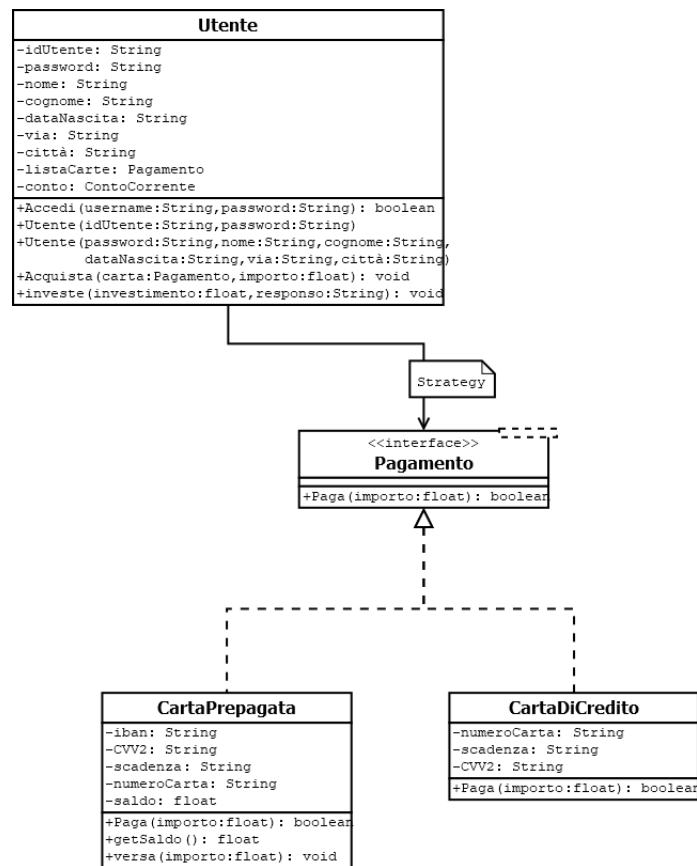 Utente
-idUtente: String
-password: String
-nome: String
-cognome: String
-dataNascita: String
-via: String
-città: String
-listaCarte: Pagamento
-conto: ContoCorrente
+Accedi(username:String,password:String): boolean
+Utente(idUtente:String,password:String)
+Utente(password:String,nome:String,cognome:String,
dataNascita:String,via:String,città:String)
+Acquista(carta:Pagamento,importo:float): void
+investe(investimento:float,responso:String): void
Strategy
<<interface>>
Pagamento
+Paga(importo:float): boolean
CartaPrepagata
-iban: String
-CVV2: String
-scadenza: String
-numeroCarta: String
-saldo: float
+Paga(importo:float): boolean
+getSaldo(): float
+versa(importo:float): void
CartaDiCredito
-numeroCarta: String
-scadenza: String
-CVV2: String
+Paga(importo:float): boolean